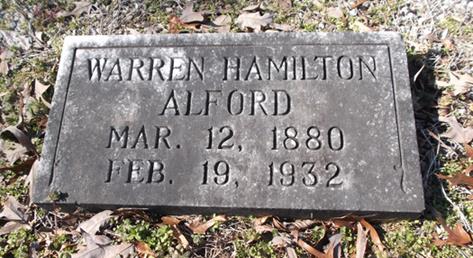 WARREN HAMILTON
ALFORD
MAR. 12, 1880
FEB. 19, 1932